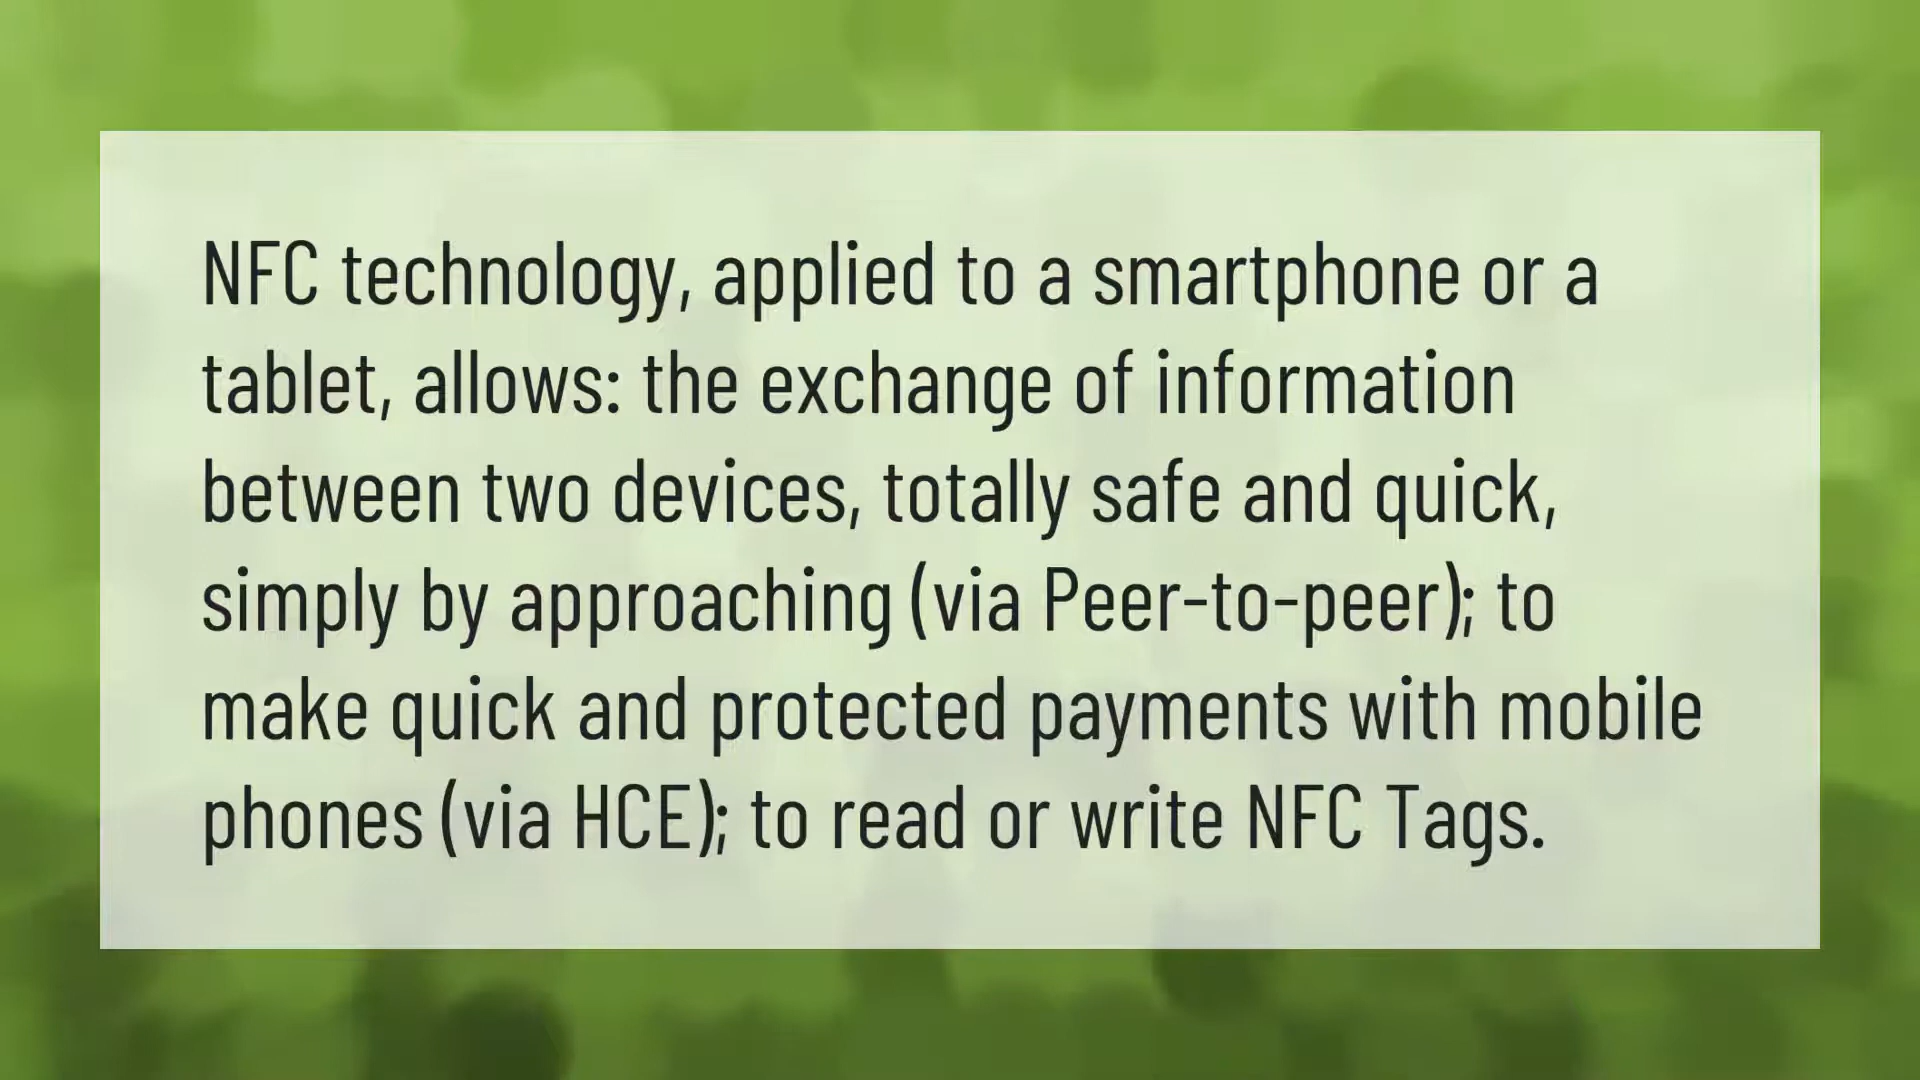 NFC technology, applied to a smartphone or a
tablet, allows: the exchange of information
between two devices, totally safe and quick,
simply by approaching (via Peer-to-peer); to
make quick and protected payments with mobile
phones (via HCE); to read or write NFC Tags.